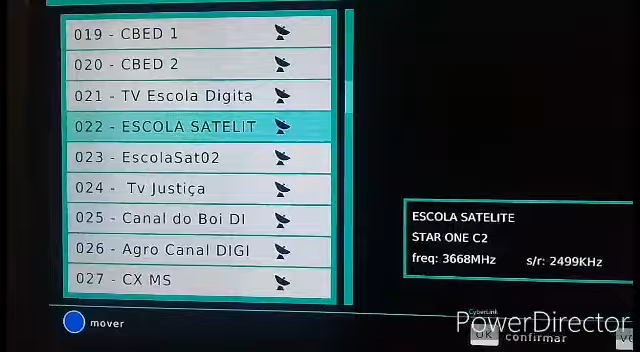 019 - CBED 1
020 - CBED 2
021 - TV Escola Digita
022 - ESCOLA SATELIT
023 - EscolaSat02
024 - Tv Justiça
025 - Canal do Boi DI
026 - Agro Canal DIGI
027 - CX MS
ESCOLA SATELITE
STAR ONE C2
freq: 3668MHz s/r: 2499KHz
mover
OK confirmar
CyberLink
PowerDirector